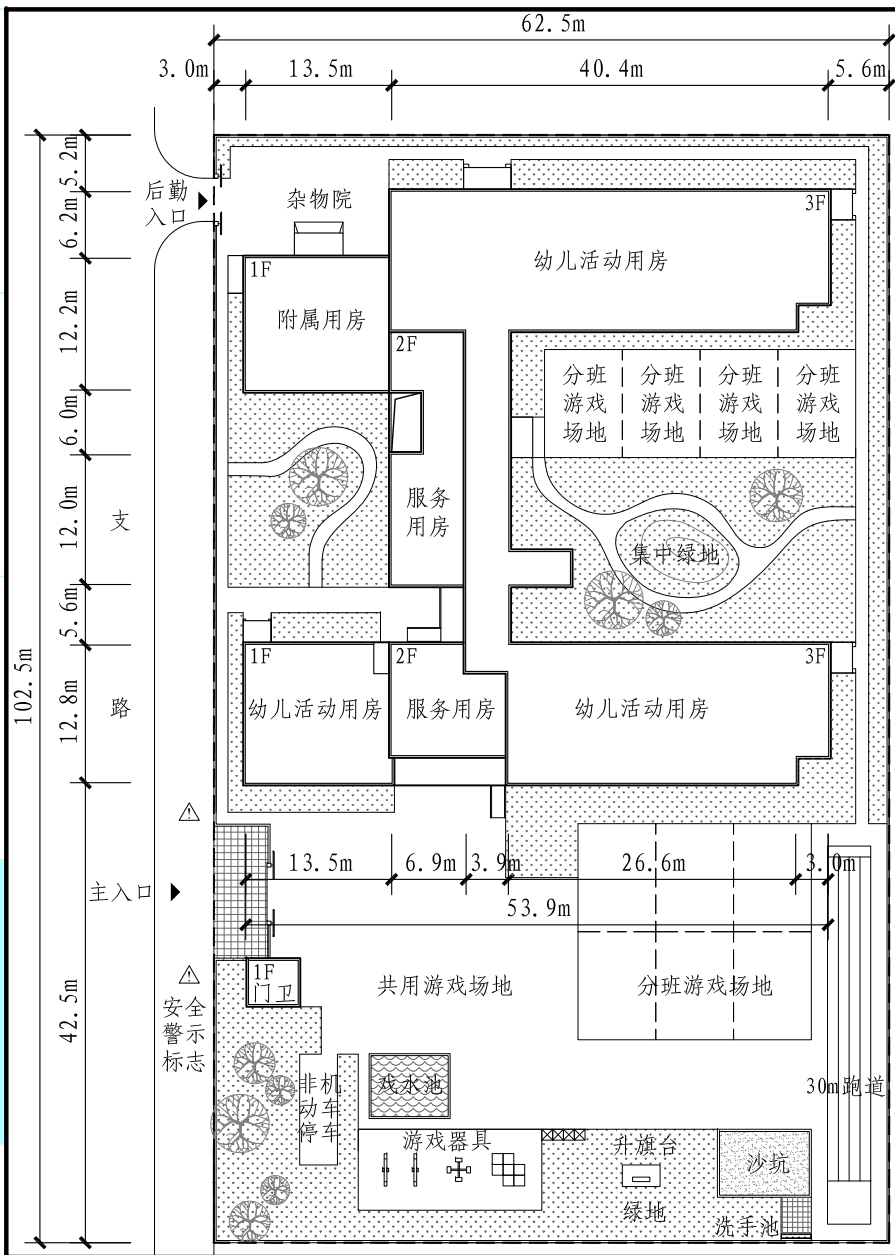 62.5m
3.0m
13.5m
40.4m
5.6m
102.5m
5.2m
6.2m
12.2m
6.0m
12.0m
5.6m
12.8m
42.5m
后勤
入口
杂物院
3F
幼儿活动用房
1F
附属用房
2F
分班
游戏
场地
分班
游戏
场地
分班
游戏
场地
分班
游戏
场地
服务
用房
集中绿地
支
路
1F
幼儿活动用房
2F
服务用房
3F
幼儿活动用房
主入口
13.5m
6.9m
3.9m
26.6m
3.0m
53.9m
1F
门卫
共用游戏场地
分班游戏场地
安全
警示
标志
非机
动车
停车
戏水池
30m跑道
游戏器具
升旗台
沙坑
绿地
洗手池